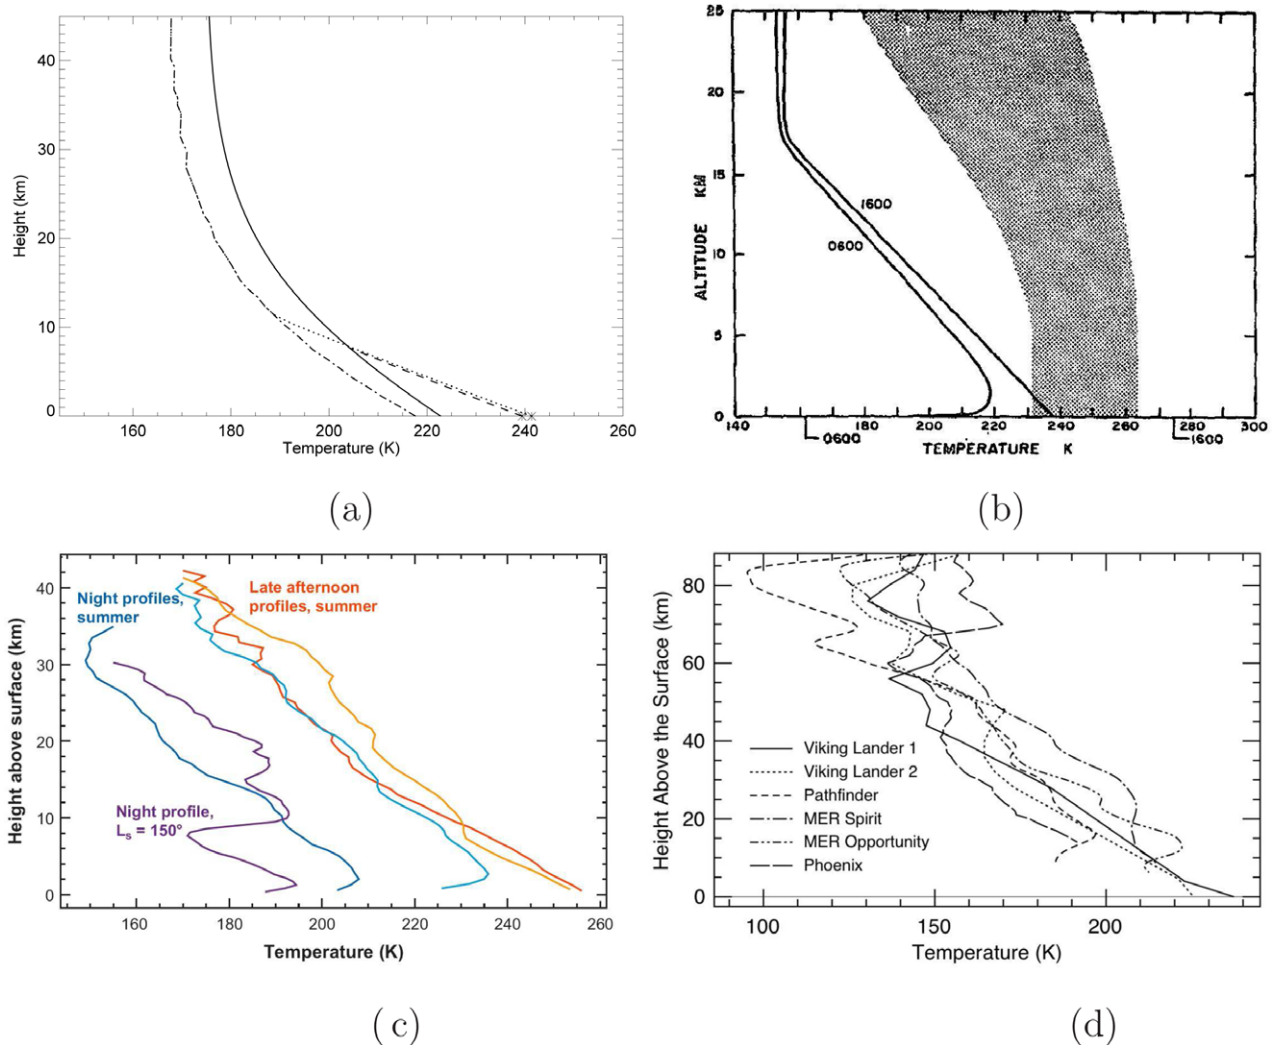 40
30
20
10
0
Height (km)
160
180
200
220
240
260
Temperature (K)
(a)
25
20
15
10
5
0
ALTITUDE KM
1600
0600
140
180
200
220
240
260
280
300
0600
1600
TEMPERATURE K
(b)
40
30
20
10
0
Height above surface (km)
Night profiles,
summer
Late afternoon
profiles, summer
Night profile,
Ls = 150°
160
180
200
220
240
260
Temperature (K)
(c)
80
60
40
20
0
Height Above the Surface (km)
Viking Lander 1
Viking Lander 2
Pathfinder
MER Spirit
MER Opportunity
Phoenix
100
150
200
Temperature (K)
(d)